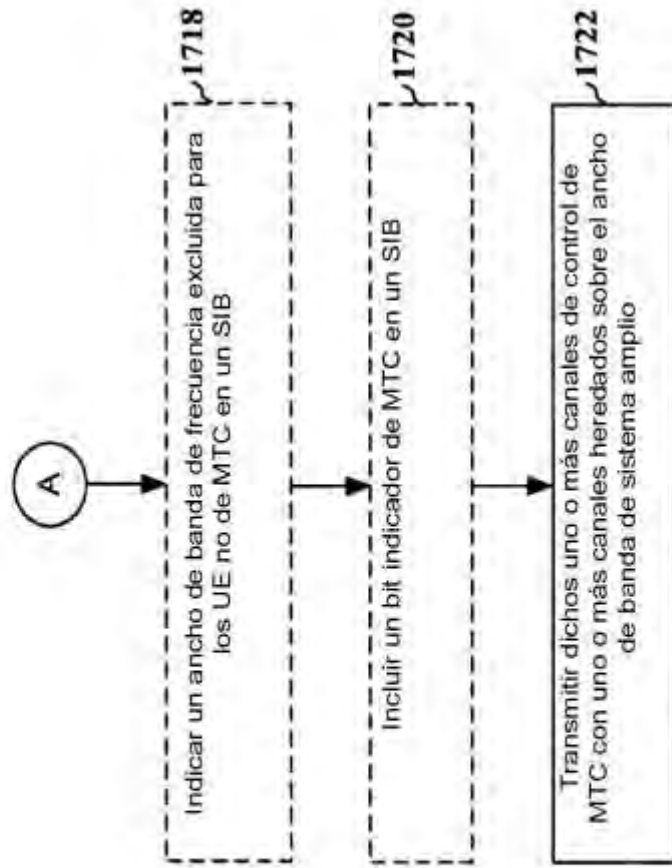 A
1718
Indicar un ancho de banda de frecuencia excluida para
los UE no de MTC en un SIB
1720
Incluir un bit indicador de MTC en un SIB
1722
Transmitir dichos uno o más canales de control de
MTC con uno o más canales heredados sobre el ancho
de banda de sistema amplio